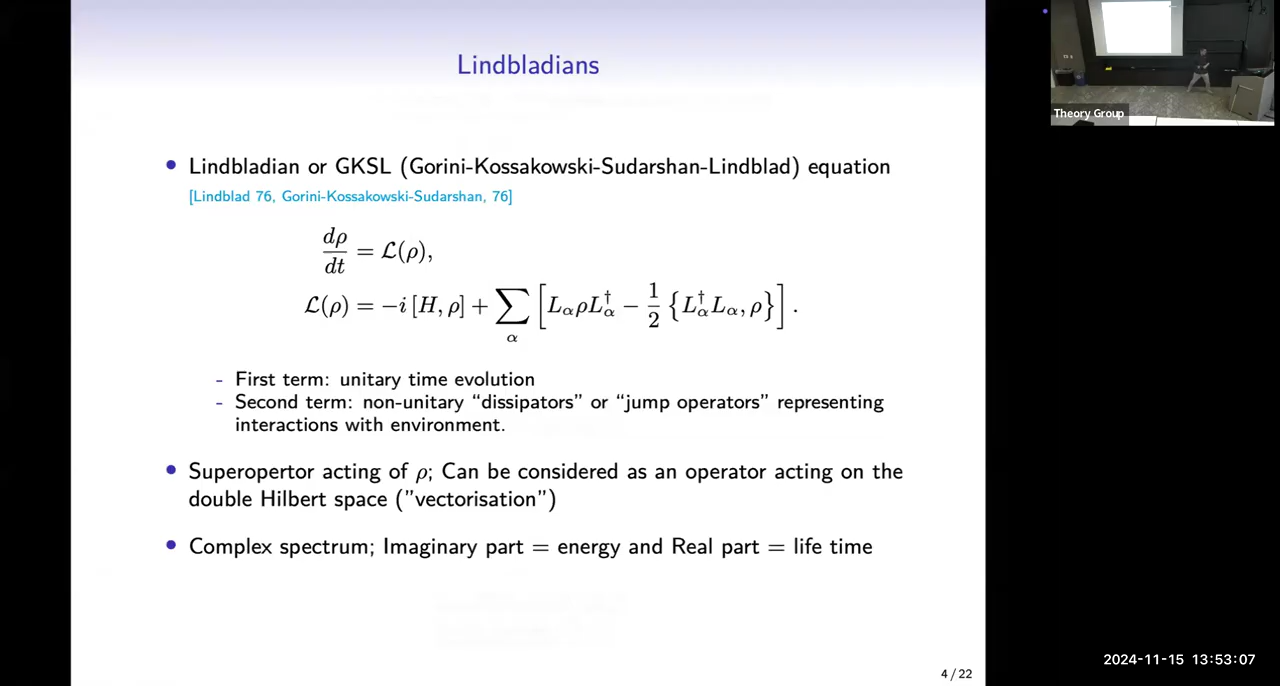 Lindbladians
• Lindbladian or GKSL (Gorini-Kossakowski-Sudarshan-Lindblad) equation
[Lindblad 76, Gorini-Kossakowski-Sudarshan, 76]
dρ/dt = ℒ(ρ),
ℒ(ρ) = −i [H, ρ] + ∑_α [L_α ρ L_α^† − 1/2 {L_α^† L_α, ρ}] .
- First term: unitary time evolution
- Second term: non-unitary “dissipators” or “jump operators” representing
interactions with environment.
• Superopertor acting of ρ; Can be considered as an operator acting on the
double Hilbert space (”vectorisation”)
• Complex spectrum; Imaginary part = energy and Real part = life time
4 / 22
Theory Group
2024-11-15 13:53:07